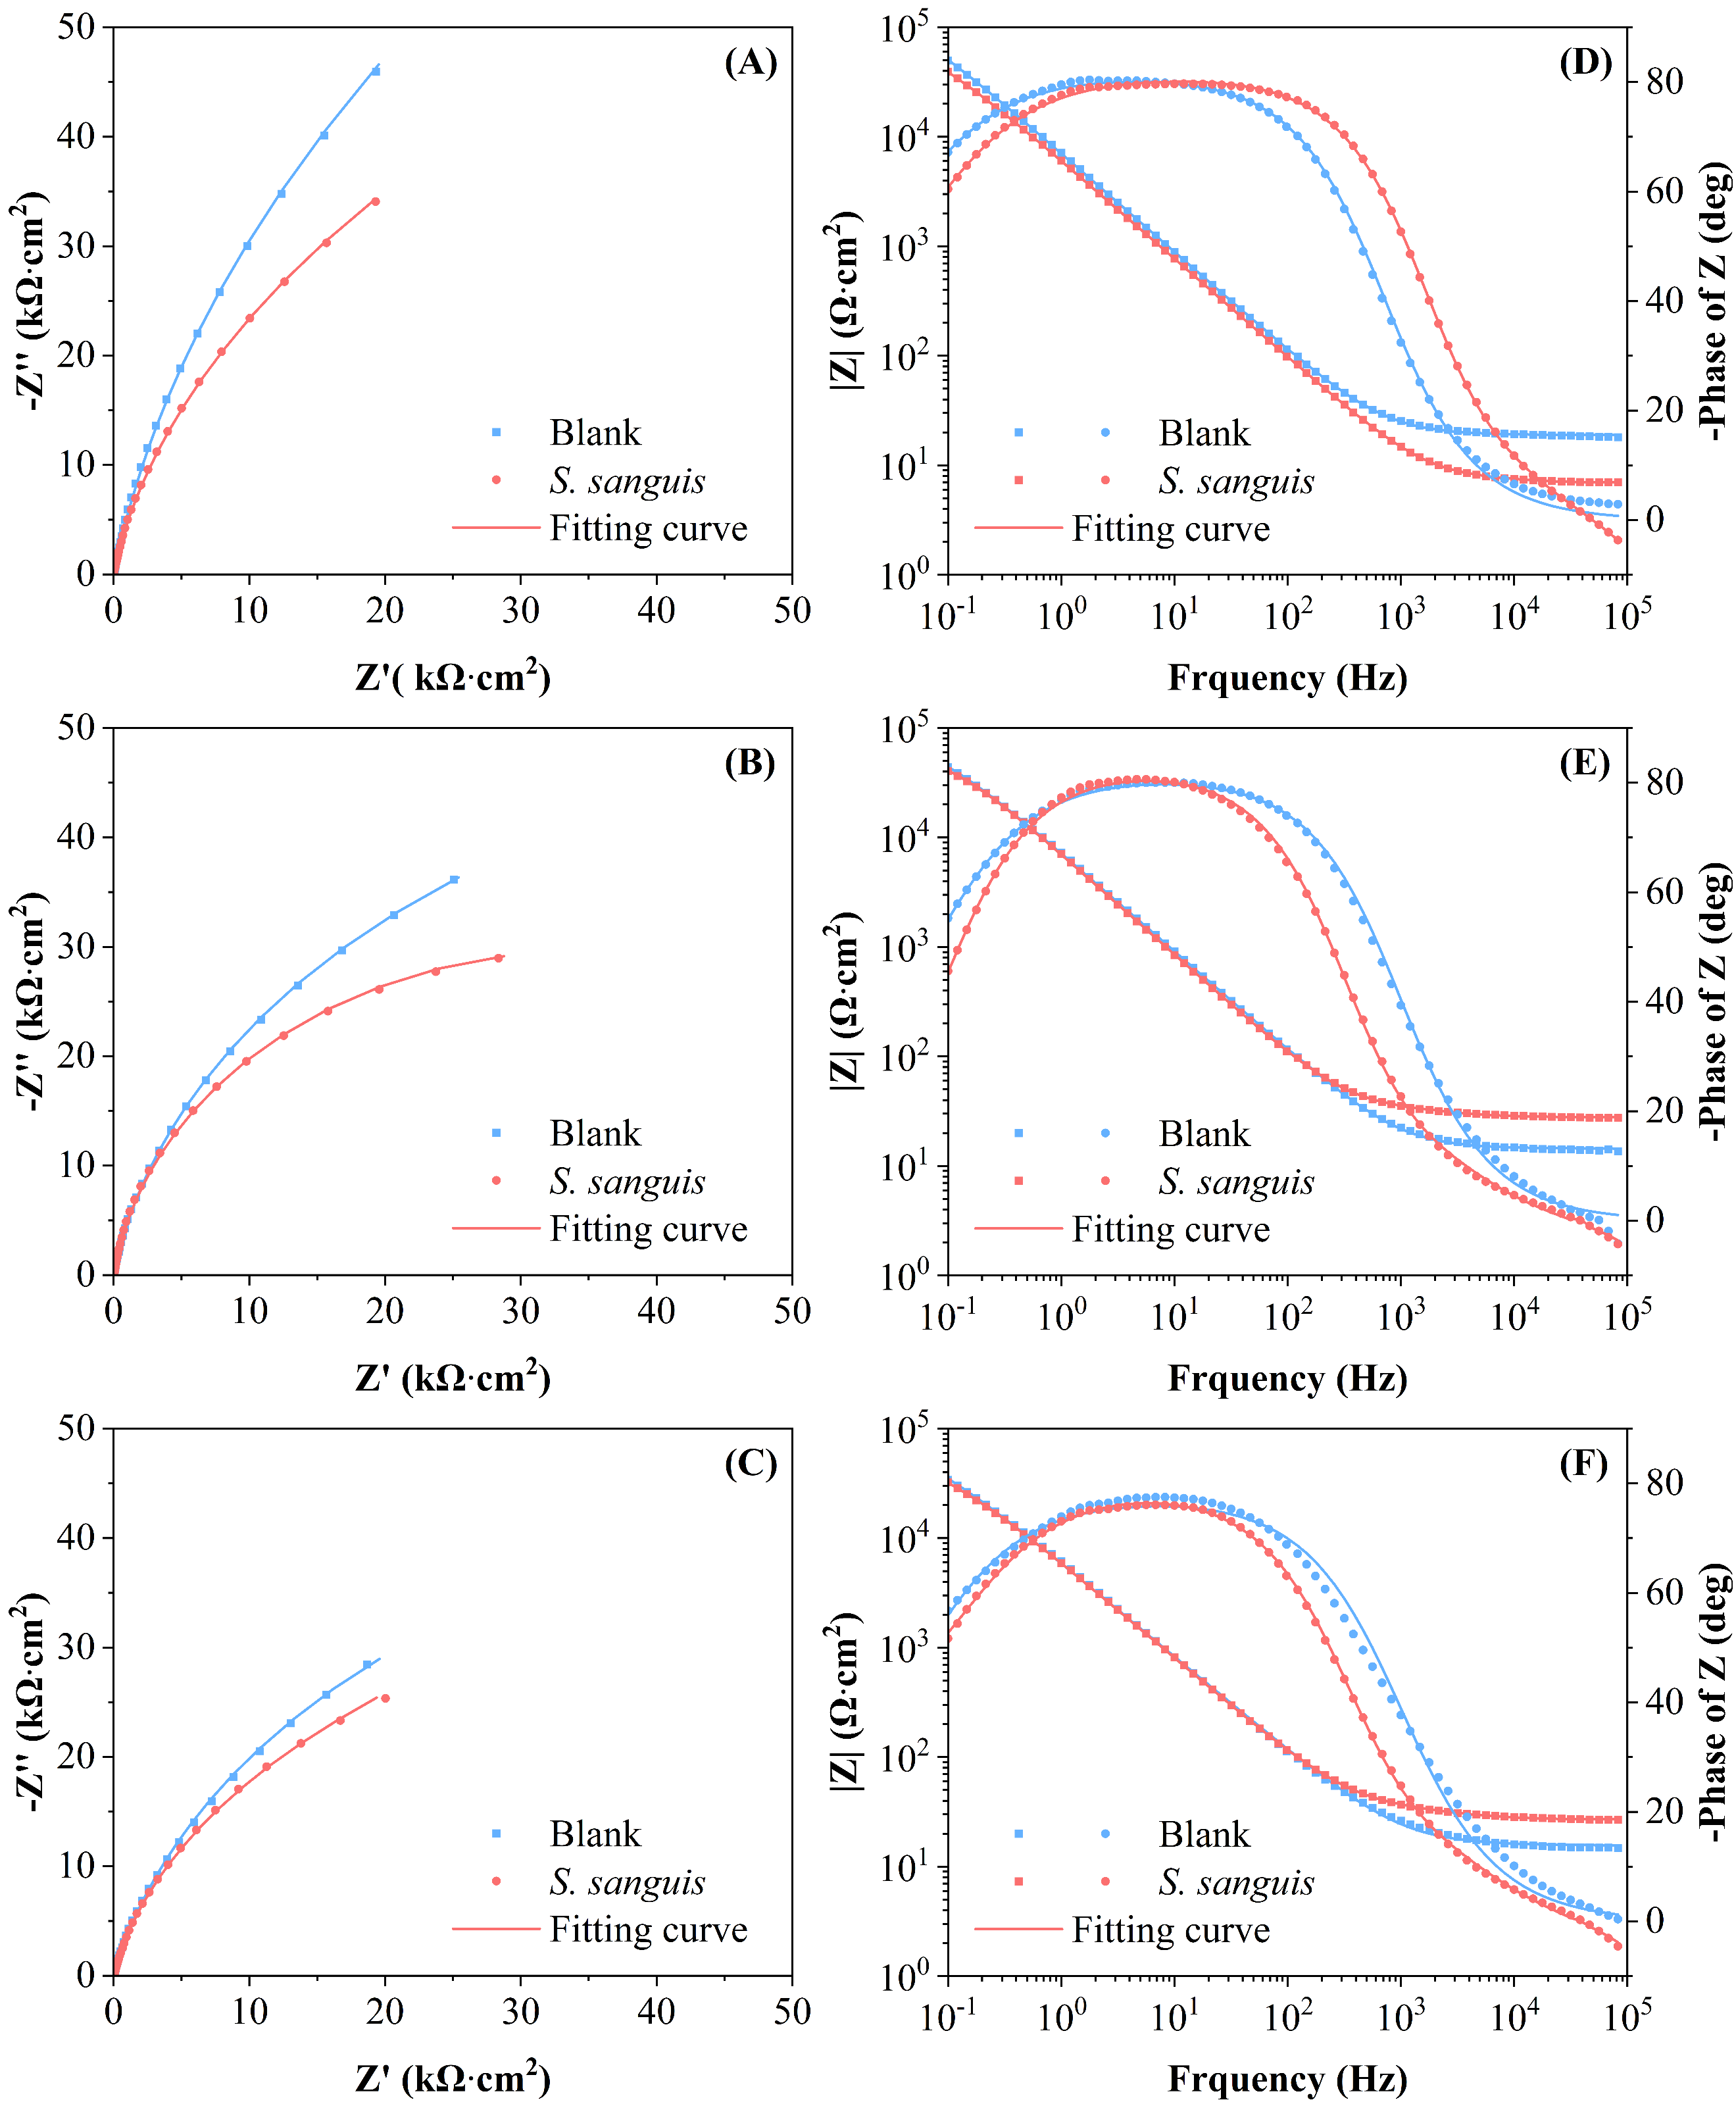 (A)
50
40
30
20
10
0
-Z'' (kΩ·cm²)
Blank
S. sanguis
Fitting curve
0 10 20 30 40 50
Z'( kΩ·cm²)
(D)
10⁵
10⁴
10³
10²
10¹
10⁰
|Z| (Ω·cm²)
80
60
40
20
0
-Phase of Z (deg)
Blank
S. sanguis
Fitting curve
10⁻¹ 10⁰ 10¹ 10² 10³ 10⁴ 10⁵
Frquency (Hz)
(B)
50
40
30
20
10
0
-Z'' (kΩ·cm²)
Blank
S. sanguis
Fitting curve
0 10 20 30 40 50
Z' (kΩ·cm²)
(E)
10⁵
10⁴
10³
10²
10¹
10⁰
|Z| (Ω·cm²)
80
60
40
20
0
-Phase of Z (deg)
Blank
S. sanguis
Fitting curve
10⁻¹ 10⁰ 10¹ 10² 10³ 10⁴ 10⁵
Frquency (Hz)
(C)
50
40
30
20
10
0
-Z'' (kΩ·cm²)
Blank
S. sanguis
Fitting curve
0 10 20 30 40 50
Z' (kΩ·cm²)
(F)
10⁵
10⁴
10³
10²
10¹
10⁰
|Z| (Ω·cm²)
80
60
40
20
0
-Phase of Z (deg)
Blank
S. sanguis
Fitting curve
10⁻¹ 10⁰ 10¹ 10² 10³ 10⁴ 10⁵
Frquency (Hz)